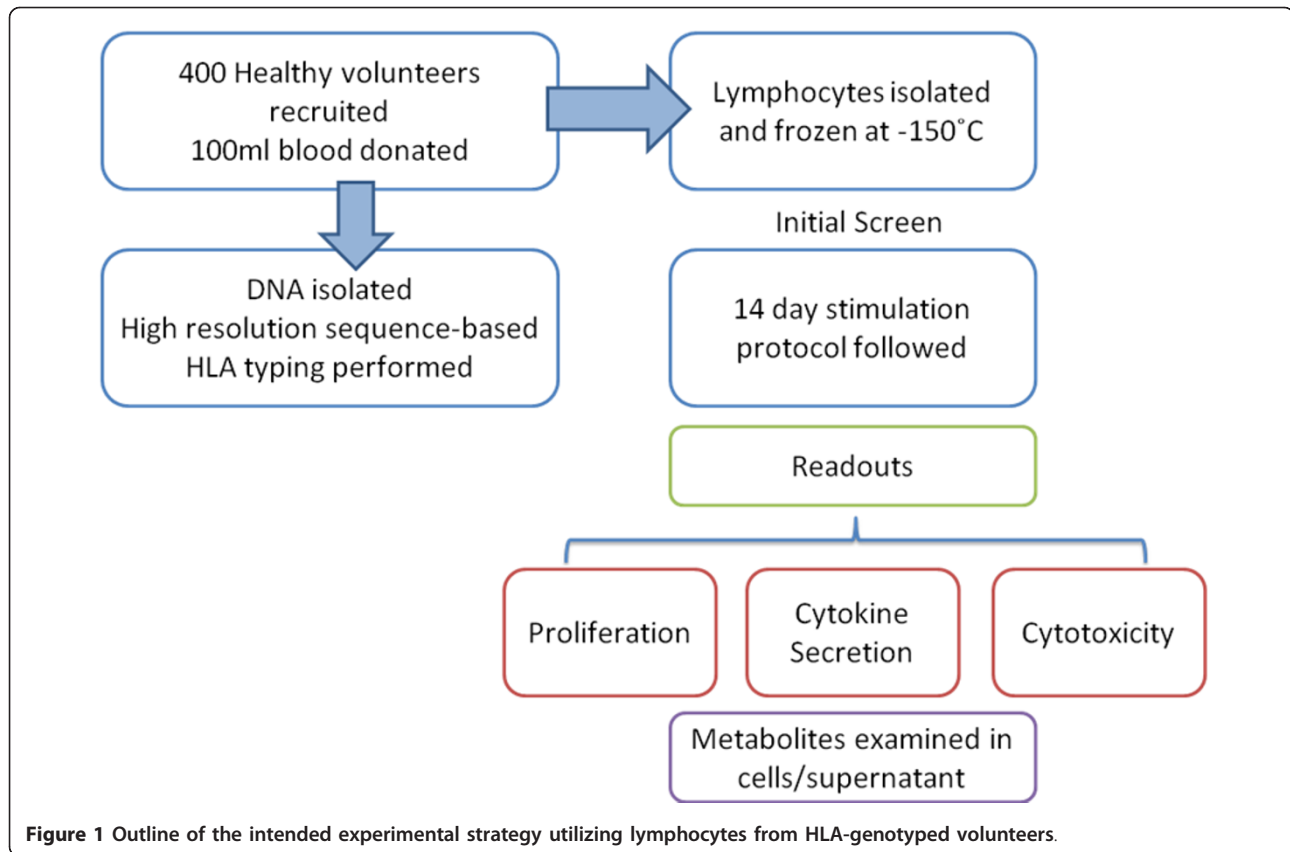 400 Healthy volunteers
recruited
100ml blood donated
Lymphocytes isolated
and frozen at -150˚C
Initial Screen
DNA isolated
High resolution sequence-based
HLA typing performed
14 day stimulation
protocol followed
Readouts
Proliferation
Cytokine
Secretion
Cytotoxicity
Metabolites examined in
cells/supernatant
Figure 1 Outline of the intended experimental strategy utilizing lymphocytes from HLA-genotyped volunteers.